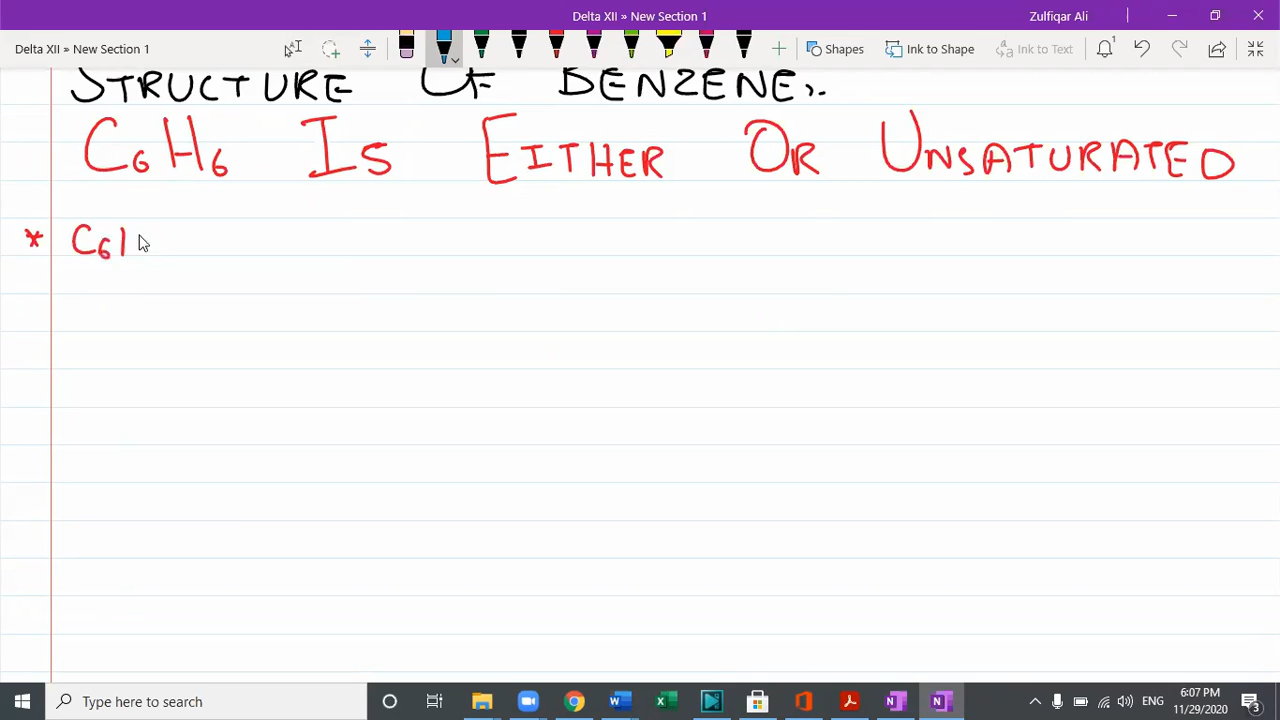 Delta XII » New Section 1
Zulfiqar Ali
Delta XII » New Section 1
Shapes
Ink to Shape
Ink to Text
STRUCTURE OF BENZENE:.
C6H6 IS EITHER OR UNSATURATED
* C6I
Type here to search
ENG
6:07 PM
11/29/2020
3